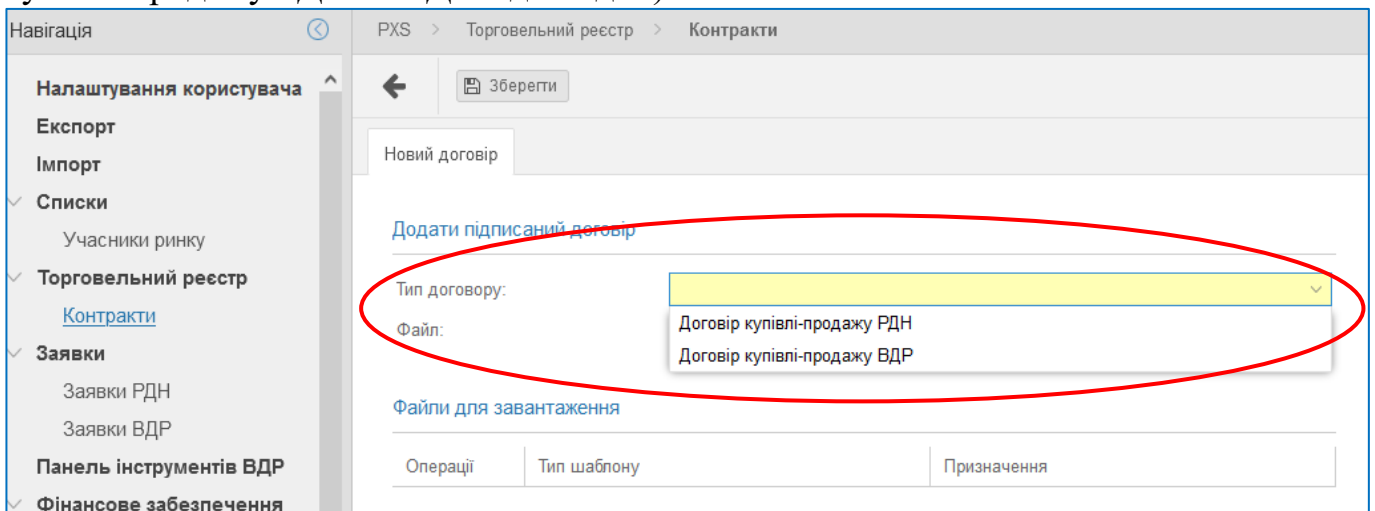 Навігація
PXS > Торговельний реєстр > Контракти
Зберегти
Налаштування користувача
Експорт
Імпорт
Списки
Учасники ринку
Торговельний реєстр
Контракти
Заявки
Заявки РДН
Заявки ВДР
Панель інструментів ВДР
Фінансове забезпечення
Новий договір
Додати підписаний договір
Тип договору:
Договір купівлі-продажу РДН
Договір купівлі-продажу ВДР
Файл:
Файли для завантаження
Операції Тип шаблону Призначення